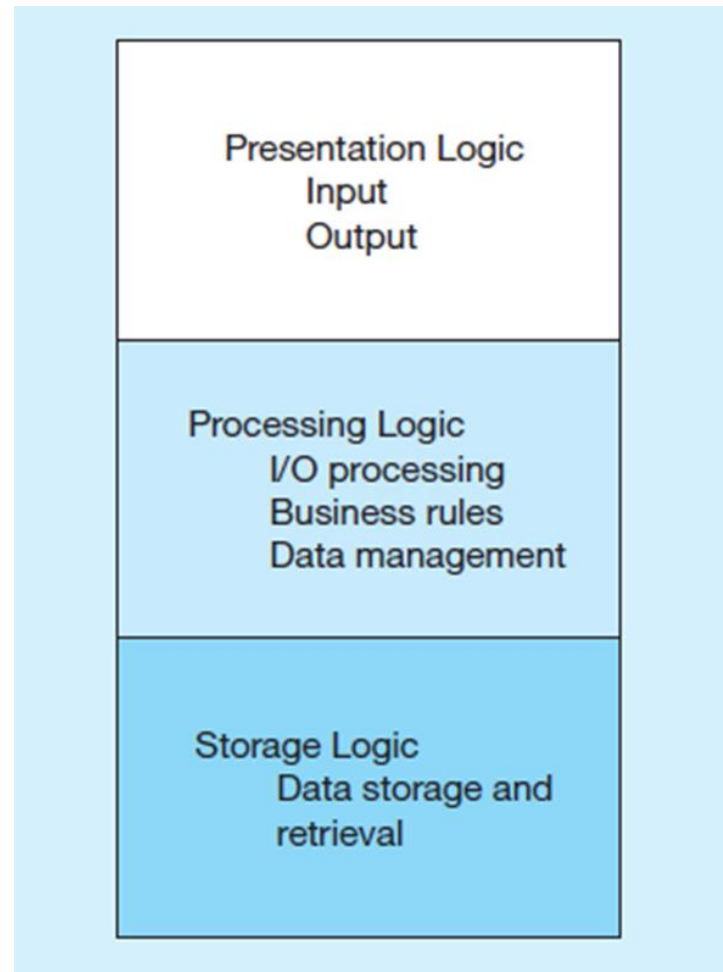 Presentation Logic
Input
Output
Processing Logic
I/O processing
Business rules
Data management
Storage Logic
Data storage and
retrieval